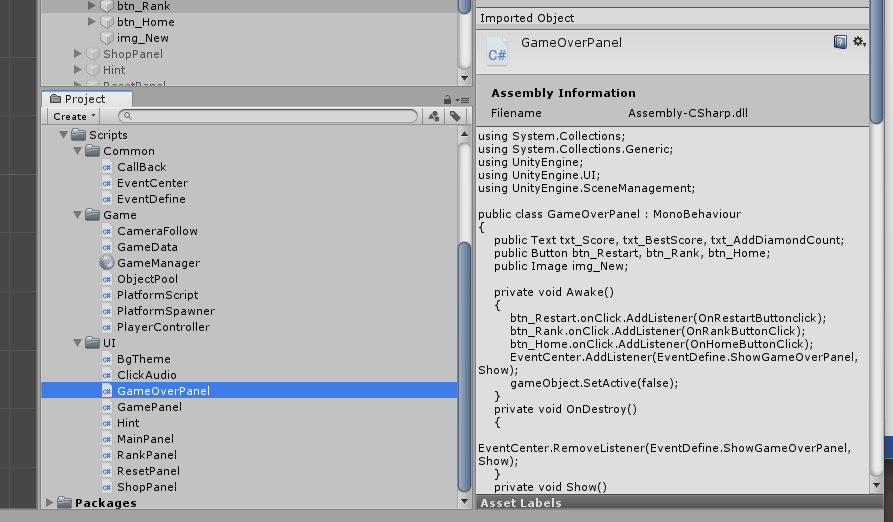 btn_Rank
btn_Home
img_New
ShopPanel
Hint
ResetPanel
Project
Create
Scripts
Common
CallBack
EventCenter
EventDefine
Game
CameraFollow
GameData
GameManager
ObjectPool
PlatformScript
PlatformSpawner
PlayerController
UI
BgTheme
ClickAudio
GameOverPanel
GamePanel
Hint
MainPanel
RankPanel
ResetPanel
ShopPanel
Packages
Imported Object
C#
GameOverPanel
Assembly Information
Filename Assembly-CSharp.dll
using System.Collections;
using System.Collections.Generic;
using UnityEngine;
using UnityEngine.UI;
using UnityEngine.SceneManagement;
public class GameOverPanel : MonoBehaviour
{
public Text txt_Score, txt_BestScore, txt_AddDiamondCount;
public Button btn_Restart, btn_Rank, btn_Home;
public Image img_New;
private void Awake()
{
btn_Restart.onClick.AddListener(OnRestartButtonclick);
btn_Rank.onClick.AddListener(OnRankButtonClick);
btn_Home.onClick.AddListener(OnHomeButtonClick);
EventCenter.AddListener(EventDefine.ShowGameOverPanel,
Show);
gameObject.SetActive(false);
}
private void OnDestroy()
{
EventCenter.RemoveListener(EventDefine.ShowGameOverPanel,
Show);
}
private void Show()
Asset Labels